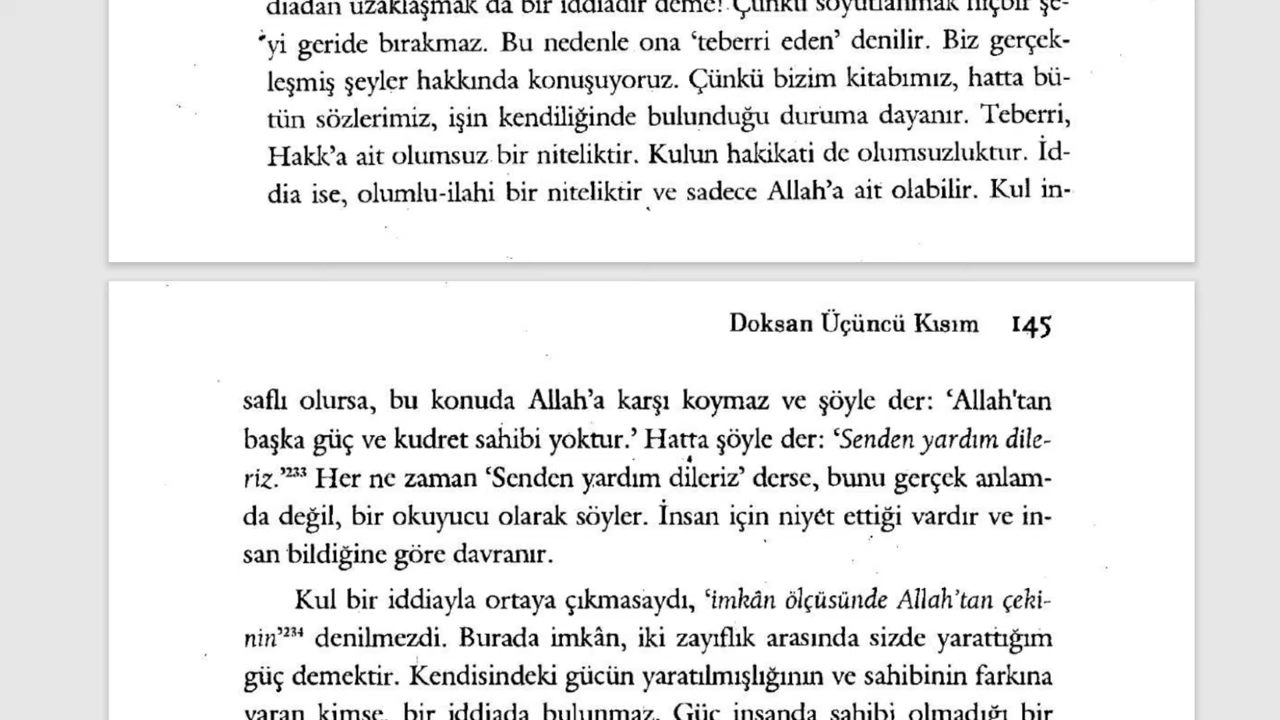 diadan uzaklaşmak da bir iddiadır deme! Çünkü soyutlanmak hiçbir şe-
yi geride bırakmaz. Bu nedenle ona ‘teberri eden’ denilir. Biz gerçek-
leşmiş şeyler hakkında konuşuyoruz. Çünkü bizim kitabımız, hatta bü-
tün sözlerimiz, işin kendiliğinde bulunduğu duruma dayanır. Teberri,
Hakk’a ait olumsuz bir niteliktir. Kulun hakikati de olumsuzluktur. İd-
dia ise, olumlu-ilahi bir niteliktir ve sadece Allah’a ait olabilir. Kul in-
Doksan Üçüncü Kısım 145
saflı olursa, bu konuda Allah’a karşı koymaz ve şöyle der: ‘Allah'tan
başka güç ve kudret sahibi yoktur.’ Hatta şöyle der: ‘Senden yardım dile-
riz.’²³³ Her ne zaman ‘Senden yardım dileriz’ derse, bunu gerçek anlam-
da değil, bir okuyucu olarak söyler. İnsan için niyet ettiği vardır ve in-
san bildiğine göre davranır.
Kul bir iddiayla ortaya çıkmasaydı, ‘imkân ölçüsünde Allah’tan çeki-
nin’²³⁴ denilmezdi. Burada imkân, iki zayıflık arasında sizde yarattığım
güç demektir. Kendisindeki gücün yaratılmışlığının ve sahibinin farkına
varan kimse, bir iddiada bulunmaz. Güç insanda sahibi olmadığı bir